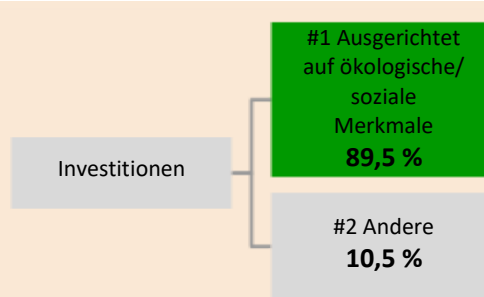 #1 Ausgerichtet
auf ökologische/
soziale
Merkmale
89,5 %
Investitionen
#2 Andere
10,5 %